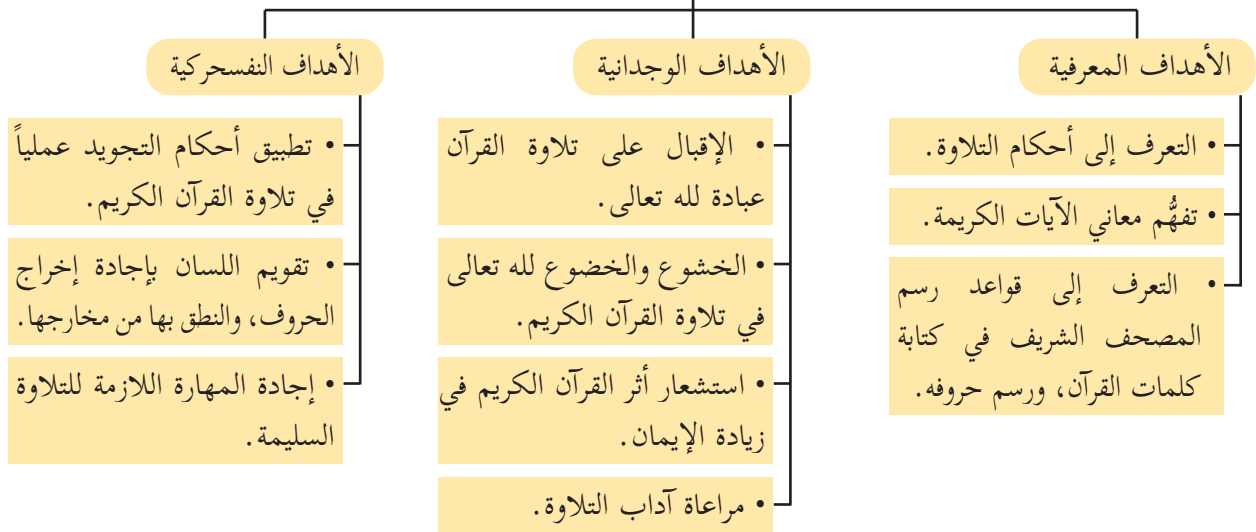 الأهداف المعرفية
• التعرف إلى أحكام التلاوة.
• تفهُّم معاني الآيات الكريمة.
• التعرف إلى قواعد رسم
المصحف الشريف في كتابة
كلمات القرآن، ورسم حروفه.
الأهداف الوجدانية
• الإقبال على تلاوة القرآن
عبادة لله تعالى.
• الخشوع والخضوع لله تعالى
في تلاوة القرآن الكريم.
• استشعار أثر القرآن الكريم في
زيادة الإيمان.
• مراعاة آداب التلاوة.
الأهداف النفسحركية
• تطبيق أحكام التجويد عملياً
في تلاوة القرآن الكريم.
• تقويم اللسان بإجادة إخراج
الحروف، والنطق بها من مخارجها.
• إجادة المهارة اللازمة للتلاوة
السليمة.